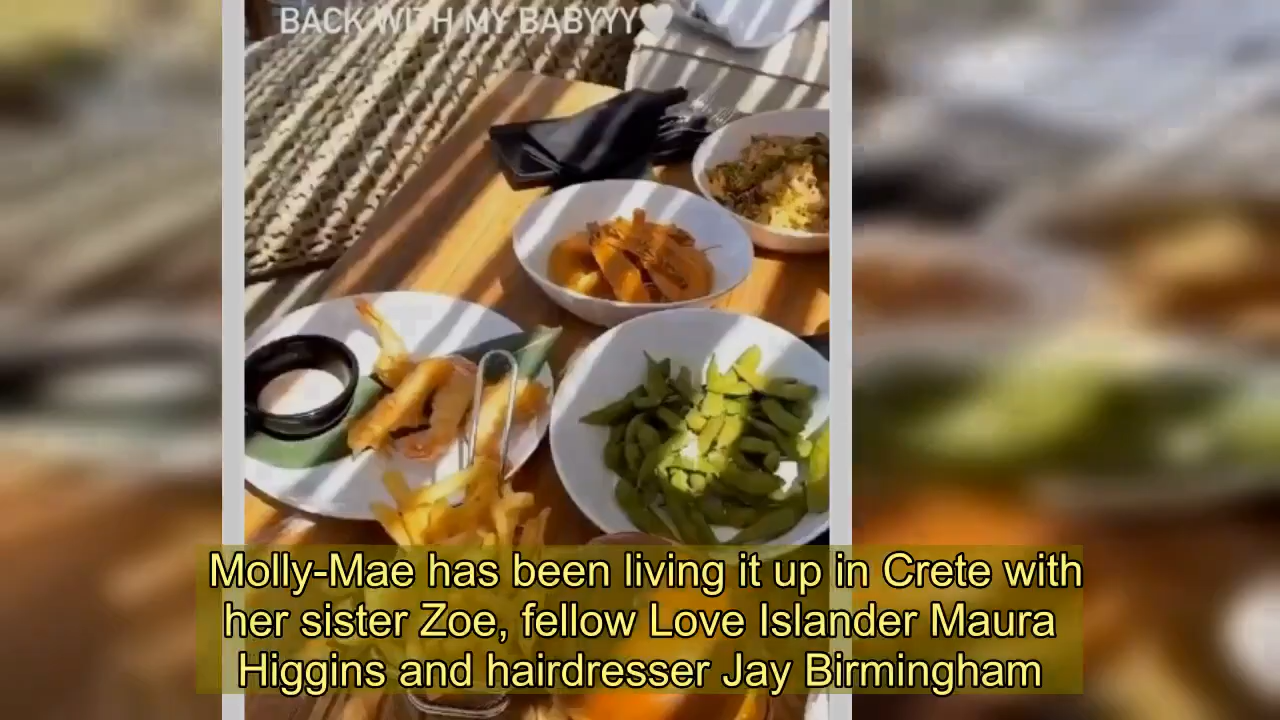 BACK WITH MY BABYYY🤍
Molly-Mae has been living it up in Crete with
her sister Zoe, fellow Love Islander Maura
Higgins and hairdresser Jay Birmingham